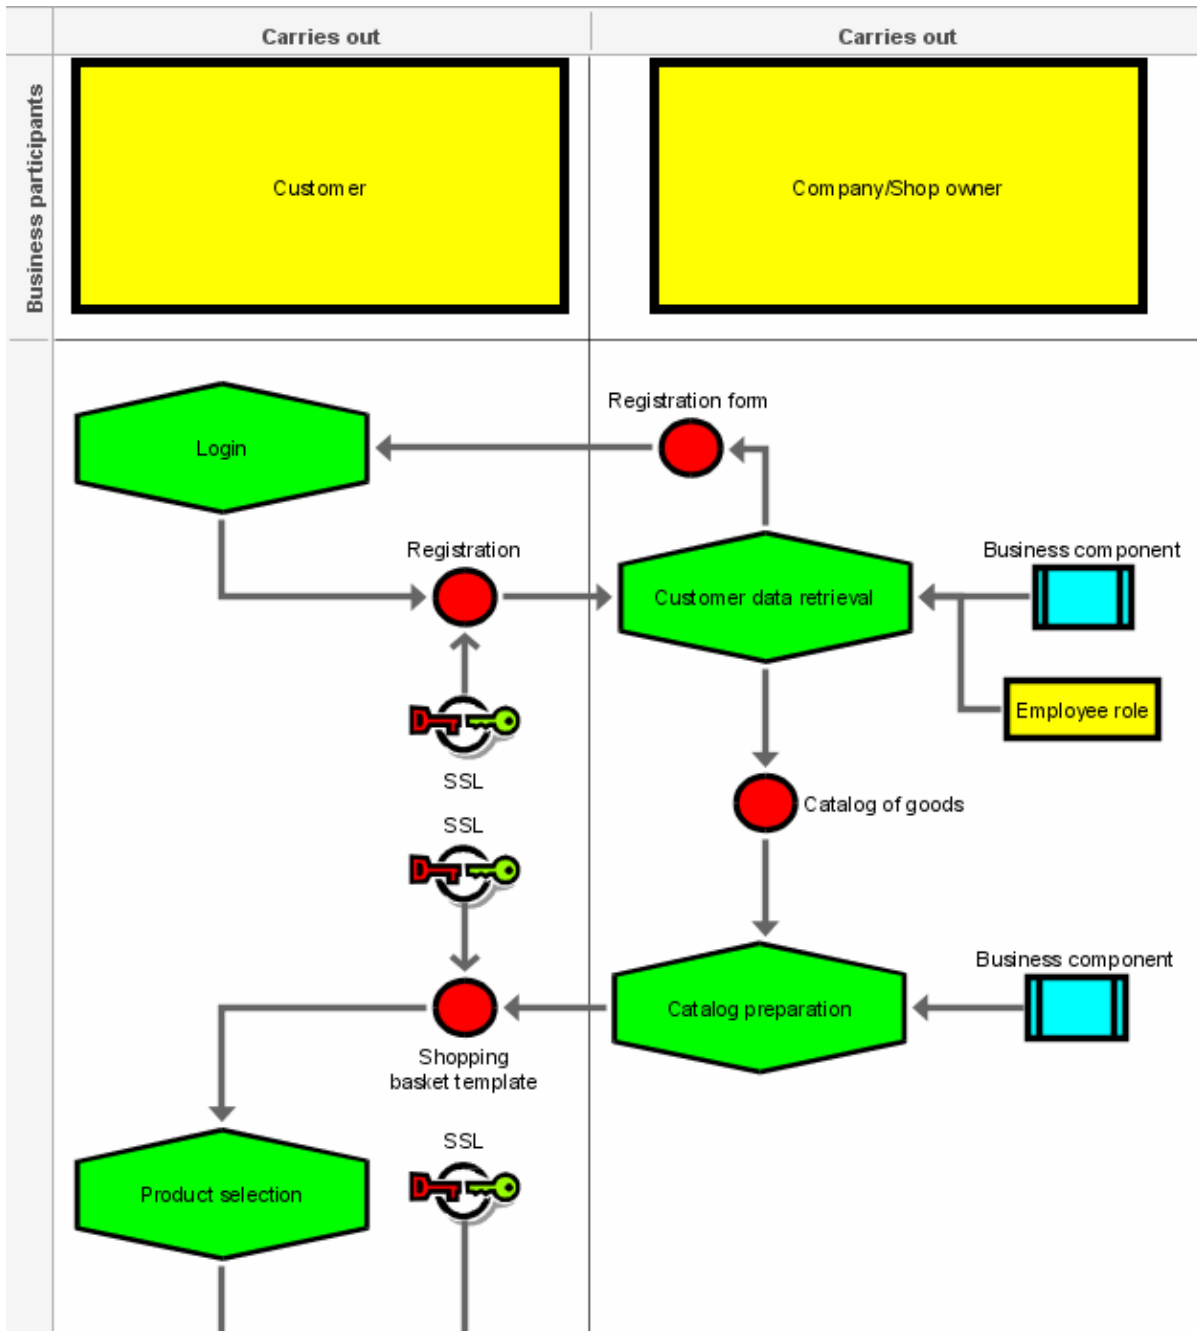 Carries out
Carries out
Business participants
Customer
Company/Shop owner
Registration form
Login
Registration
Business component
Customer data retrieval
Employee role
SSL
Catalog of goods
SSL
Business component
Catalog preparation
Shopping
basket template
SSL
Product selection